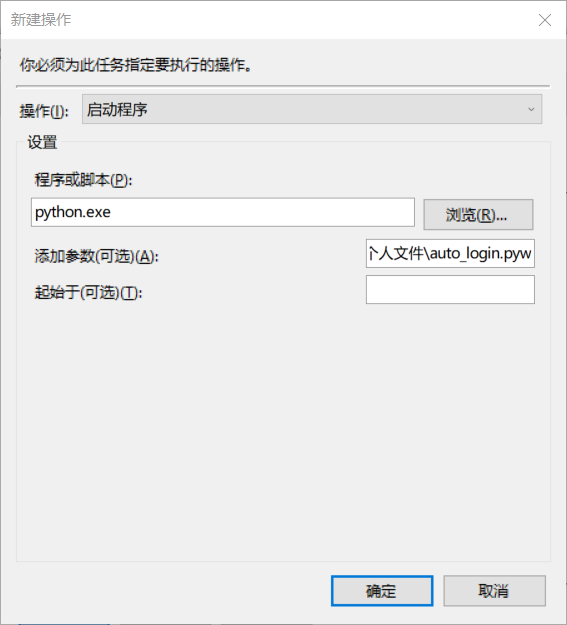 新建操作
你必须为此任务指定要执行的操作。
操作(I):
启动程序
设置
程序或脚本(P):
python.exe
浏览(R)...
添加参数(可选)(A):
个人文件\auto_login.pyw
起始于(可选)(T):
确定
取消